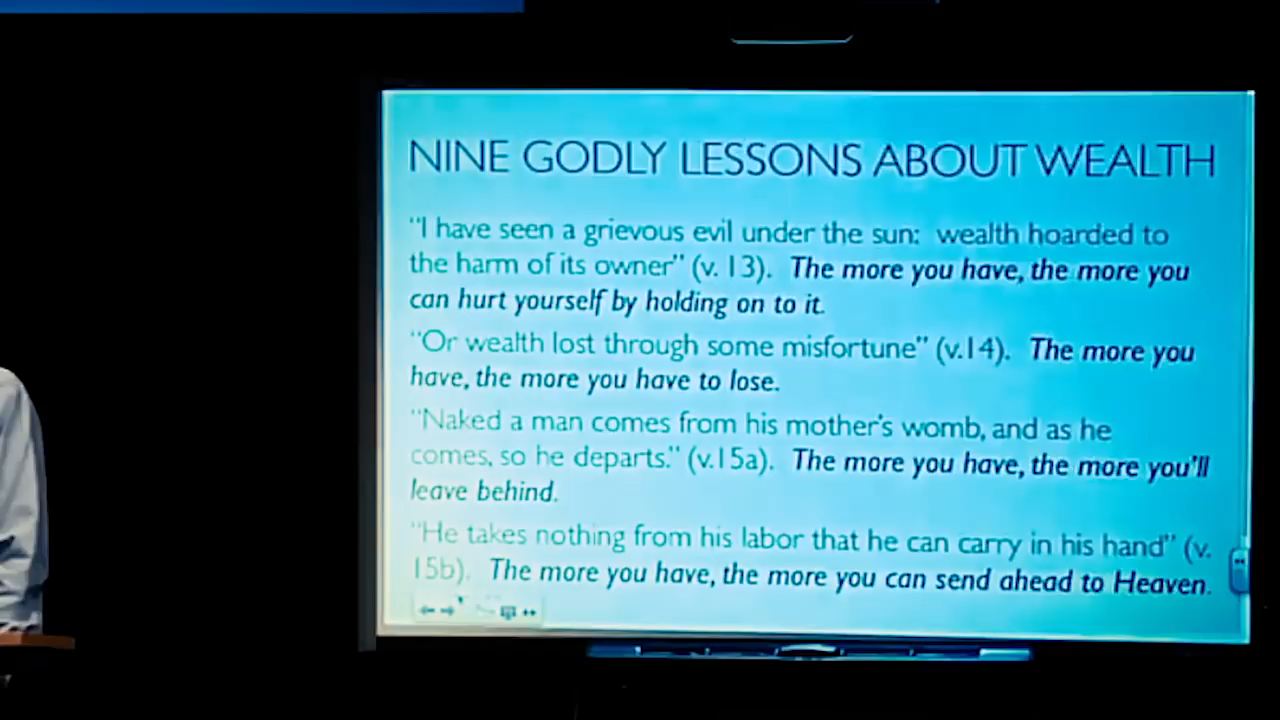 NINE GODLY LESSONS ABOUT WEALTH
“I have seen a grievous evil under the sun:  wealth hoarded to
the harm of its owner” (v. 13).  The more you have, the more you
can hurt yourself by holding on to it.
“Or wealth lost through some misfortune” (v.14).  The more you
have, the more you have to lose.
“Naked a man comes from his mother’s womb, and as he
comes, so he departs.” (v.15a).  The more you have, the more you’ll
leave behind.
“He takes nothing from his labor that he can carry in his hand” (v.
15b).  The more you have, the more you can send ahead to Heaven.